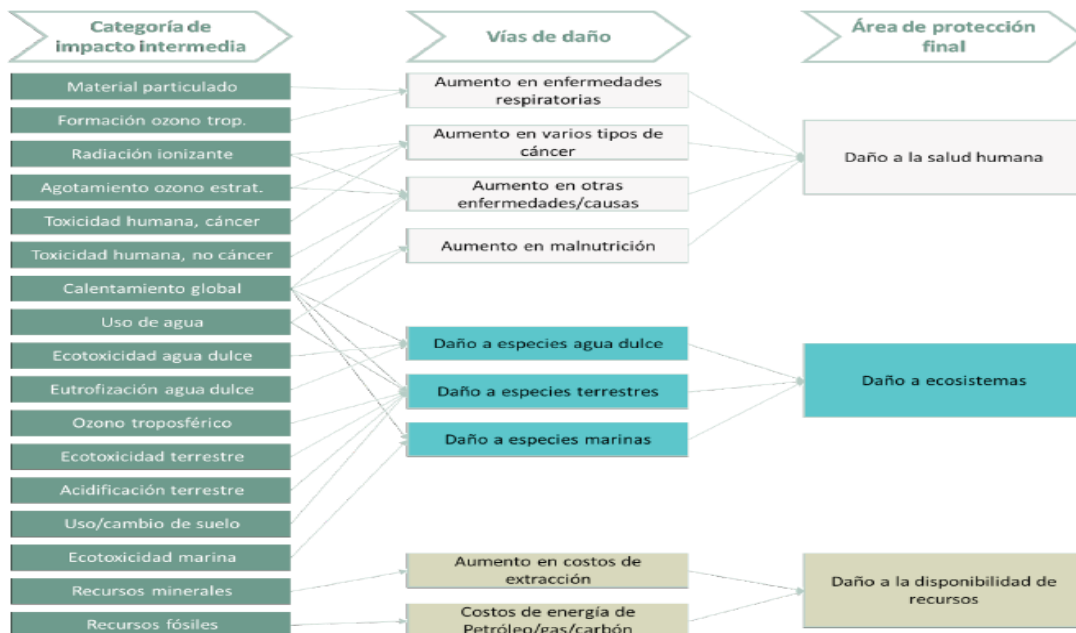 Categoría de
impacto intermedia
Vías de daño
Área de protección
final
Material particulado
Formación ozono trop.
Radiación ionizante
Agotamiento ozono estrat.
Toxicidad humana, cáncer
Toxicidad humana, no cáncer
Calentamiento global
Uso de agua
Ecotoxicidad agua dulce
Eutrofización agua dulce
Ozono troposférico
Ecotoxicidad terrestre
Acidificación terrestre
Uso/cambio de suelo
Ecotoxicidad marina
Recursos minerales
Recursos fósiles
Aumento en enfermedades
respiratorias
Aumento en varios tipos de
cáncer
Aumento en otras
enfermedades/causas
Aumento en malnutrición
Daño a especies agua dulce
Daño a especies terrestres
Daño a especies marinas
Aumento en costos de
extracción
Costos de energía de
Petróleo/gas/carbón
Daño a la salud humana
Daño a ecosistemas
Daño a la disponibilidad de
recursos